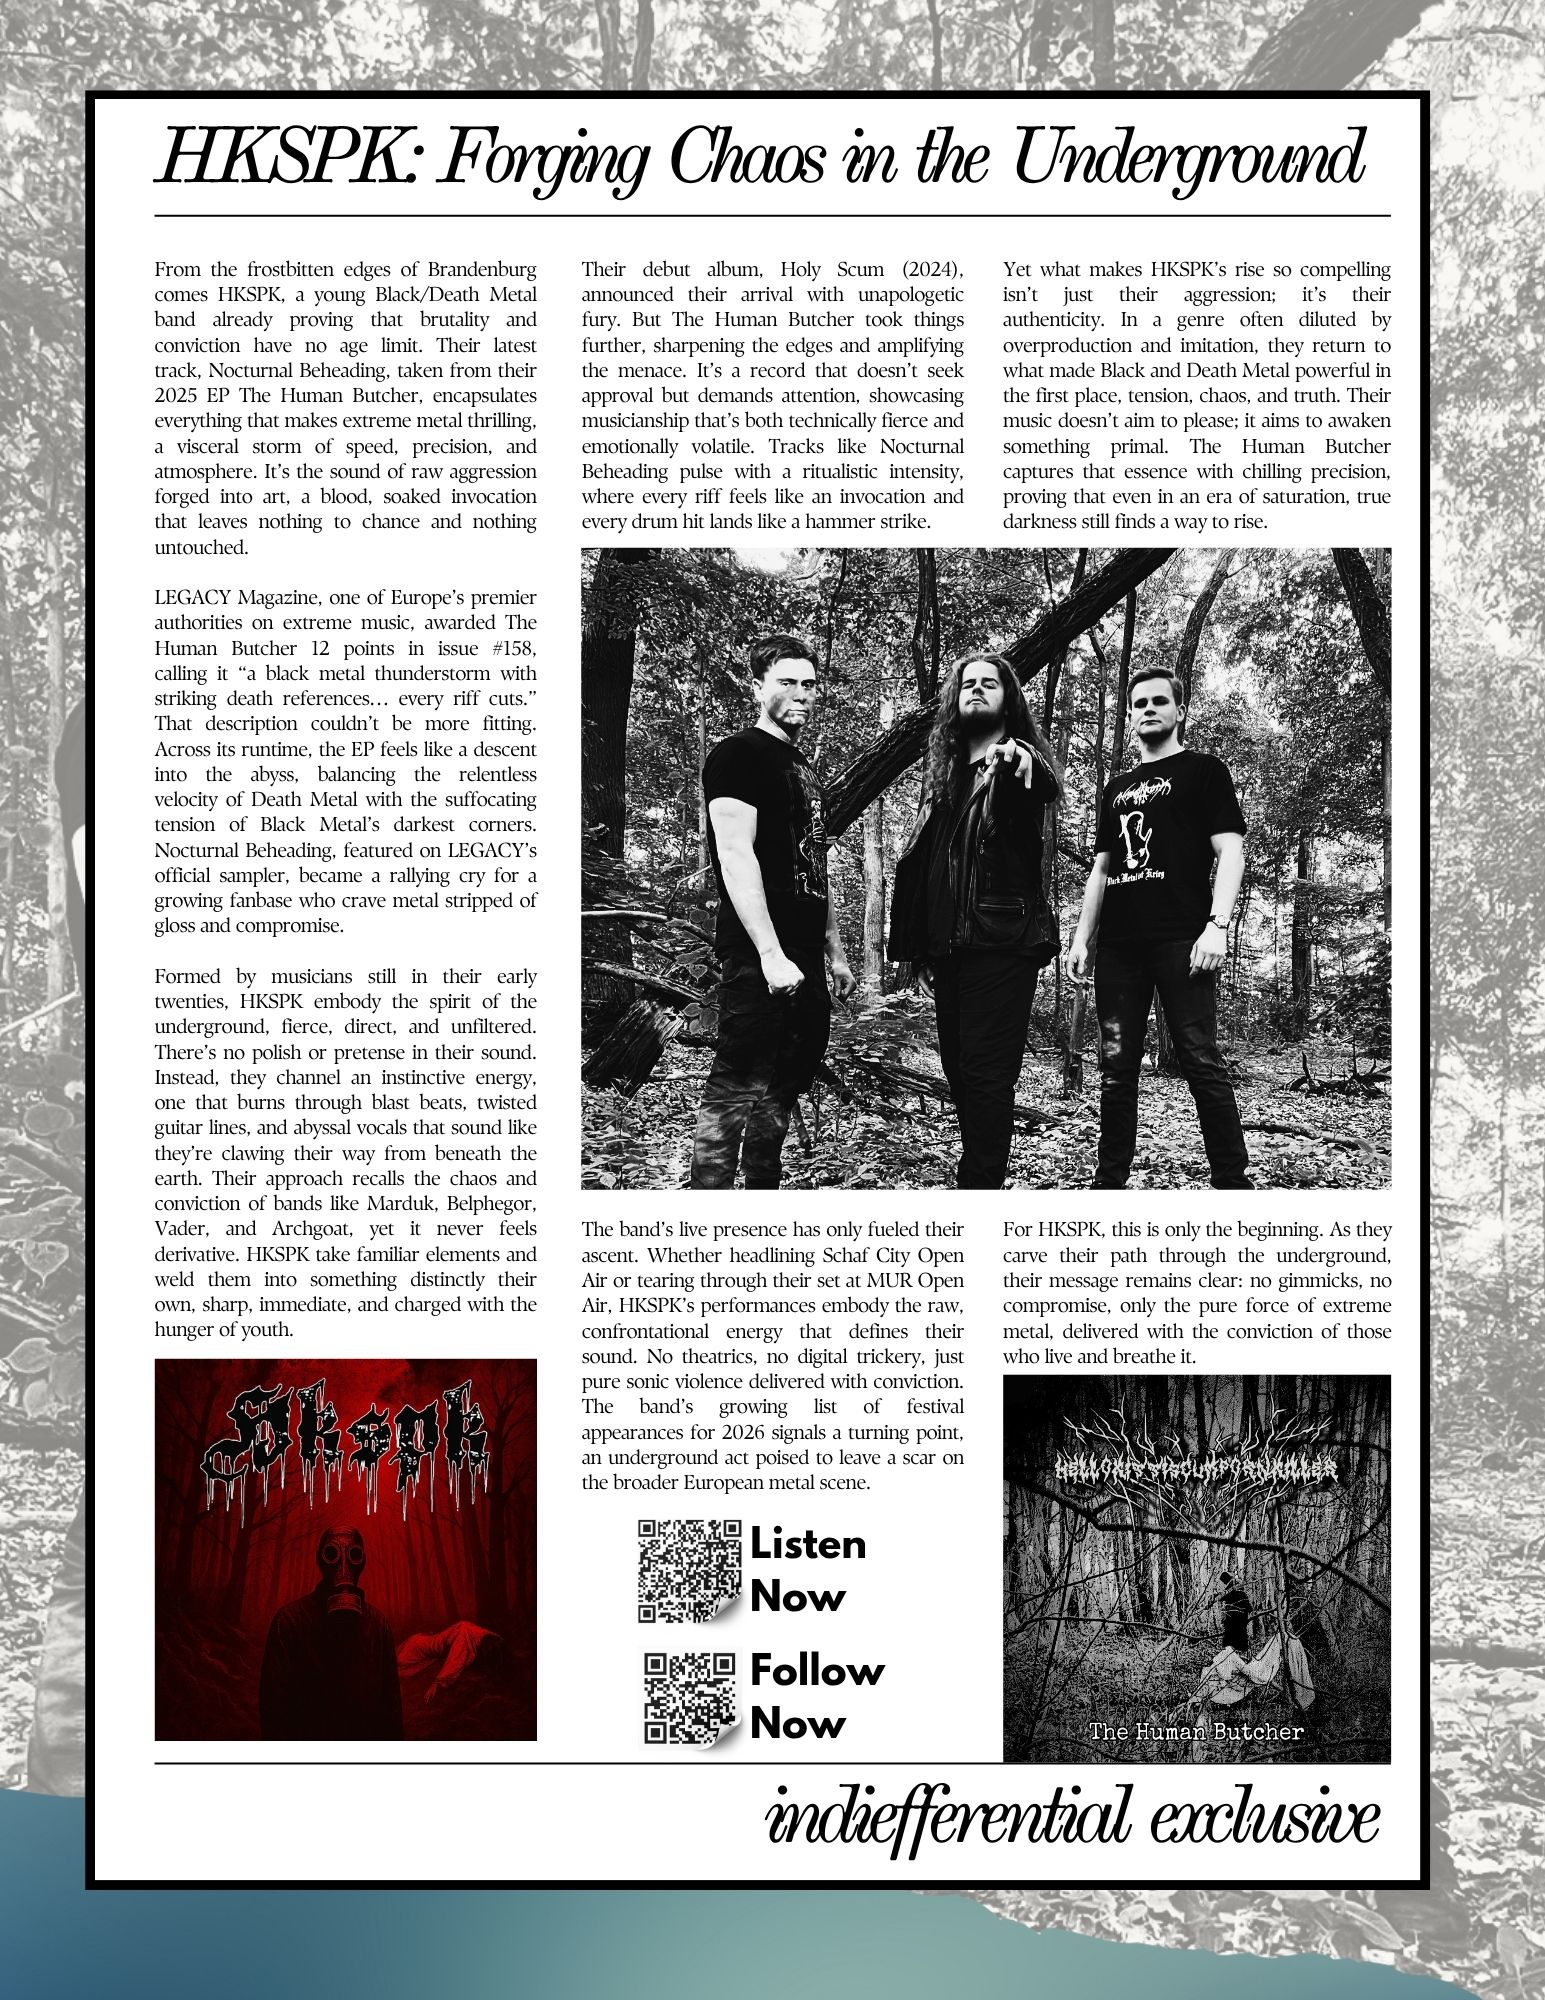 HKSPK: Forging Chaos in the Underground
From the frostbitten edges of Brandenburg
comes HKSPK, a young Black/Death Metal
band already proving that brutality and
conviction have no age limit. Their latest
track, Nocturnal Beheading, taken from their
2025 EP The Human Butcher, encapsulates
everything that makes extreme metal thrilling,
a visceral storm of speed, precision, and
atmosphere. It’s the sound of raw aggression
forged into art, a blood, soaked invocation
that leaves nothing to chance and nothing
untouched.
LEGACY Magazine, one of Europe’s premier
authorities on extreme music, awarded The
Human Butcher 12 points in issue #158,
calling it “a black metal thunderstorm with
striking death references… every riff cuts.”
That description couldn’t be more fitting.
Across its runtime, the EP feels like a descent
into the abyss, balancing the relentless
velocity of Death Metal with the suffocating
tension of Black Metal’s darkest corners.
Nocturnal Beheading, featured on LEGACY’s
official sampler, became a rallying cry for a
growing fanbase who crave metal stripped of
gloss and compromise.
Formed by musicians still in their early
twenties, HKSPK embody the spirit of the
underground, fierce, direct, and unfiltered.
There’s no polish or pretense in their sound.
Instead, they channel an instinctive energy,
one that burns through blast beats, twisted
guitar lines, and abyssal vocals that sound like
they’re clawing their way from beneath the
earth. Their approach recalls the chaos and
conviction of bands like Marduk, Belphegor,
Vader, and Archgoat, yet it never feels
derivative. HKSPK take familiar elements and
weld them into something distinctly their
own, sharp, immediate, and charged with the
hunger of youth.
Hkspk
Their debut album, Holy Scum (2024),
announced their arrival with unapologetic
fury. But The Human Butcher took things
further, sharpening the edges and amplifying
the menace. It’s a record that doesn’t seek
approval but demands attention, showcasing
musicianship that’s both technically fierce and
emotionally volatile. Tracks like Nocturnal
Beheading pulse with a ritualistic intensity,
where every riff feels like an invocation and
every drum hit lands like a hammer strike.
Yet what makes HKSPK’s rise so compelling
isn’t just their aggression; it’s their
authenticity. In a genre often diluted by
overproduction and imitation, they return to
what made Black and Death Metal powerful in
the first place, tension, chaos, and truth. Their
music doesn’t aim to please; it aims to awaken
something primal. The Human Butcher
captures that essence with chilling precision,
proving that even in an era of saturation, true
darkness still finds a way to rise.
Black Metal ist Krieg
The band’s live presence has only fueled their
ascent. Whether headlining Schaf City Open
Air or tearing through their set at MUR Open
Air, HKSPK’s performances embody the raw,
confrontational energy that defines their
sound. No theatrics, no digital trickery, just
pure sonic violence delivered with conviction.
The band’s growing list of festival
appearances for 2026 signals a turning point,
an underground act poised to leave a scar on
the broader European metal scene.
Listen
Now
Follow
Now
For HKSPK, this is only the beginning. As they
carve their path through the underground,
their message remains clear: no gimmicks, no
compromise, only the pure force of extreme
metal, delivered with the conviction of those
who live and breathe it.
The Human Butcher
indiefferential exclusive